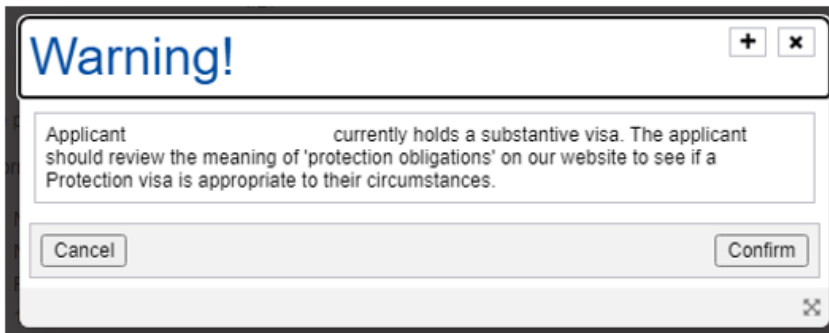 Warning!
Applicant currently holds a substantive visa. The applicant
should review the meaning of 'protection obligations' on our website to see if a
Protection visa is appropriate to their circumstances.
Cancel Confirm